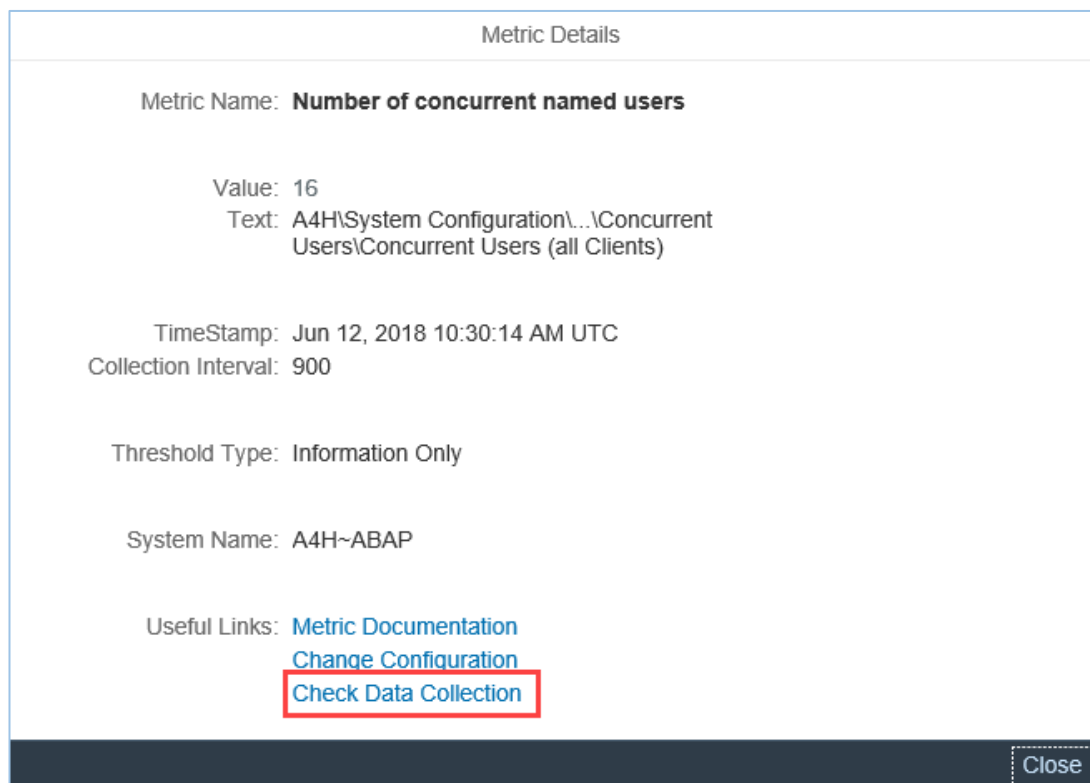 Metric Details
Metric Name: Number of concurrent named users
Value: 16
Text: A4H\System Configuration\...\Concurrent
Users\Concurrent Users (all Clients)
TimeStamp: Jun 12, 2018 10:30:14 AM UTC
Collection Interval: 900
Threshold Type: Information Only
System Name: A4H~ABAP
Useful Links: Metric Documentation
Change Configuration
Check Data Collection
Close